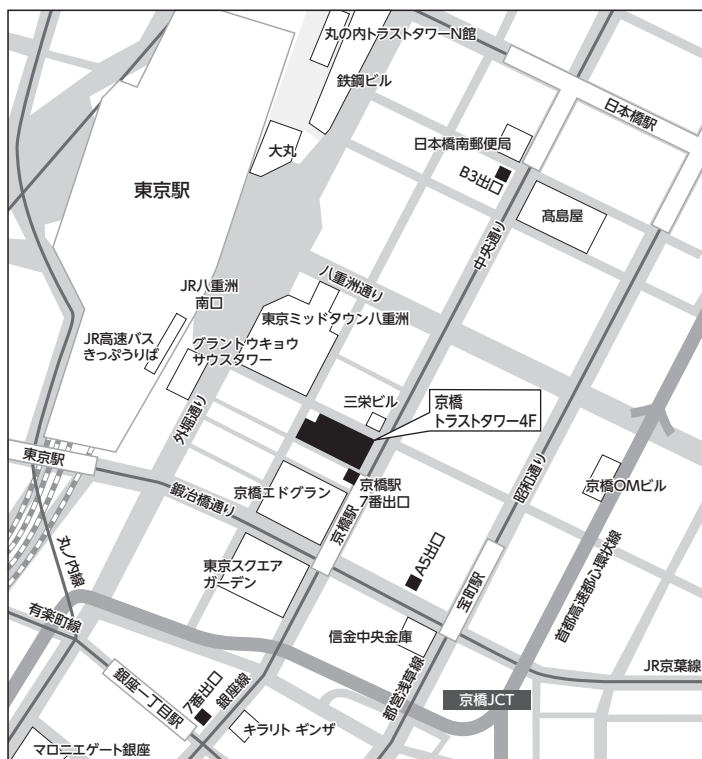 丸の内トラストタワーN館
鉄鋼ビル
日本橋駅
日本橋南郵便局
大丸
B3出口
東京駅
髙島屋
中央通り
八重洲通り
JR八重洲
南口
東京ミッドタウン八重洲
JR高速バス
きっぷうりば
グラントウキョウ
サウスタワー
三栄ビル
京橋
トラストタワー4F
外堀通り
東京駅
昭和通り
京橋OMビル
京橋エドグラン
京橋駅
7番出口
鍛冶橋通り
京橋駅
A5出口
丸ノ内線
東京スクエア
ガーデン
宝町駅
首都高速都心環状線
有楽町線
信金中央金庫
JR京葉線
銀座一丁目駅
7番出口
銀座線
都営浅草線
京橋JCT
キラリト ギンザ
マロニエゲート銀座